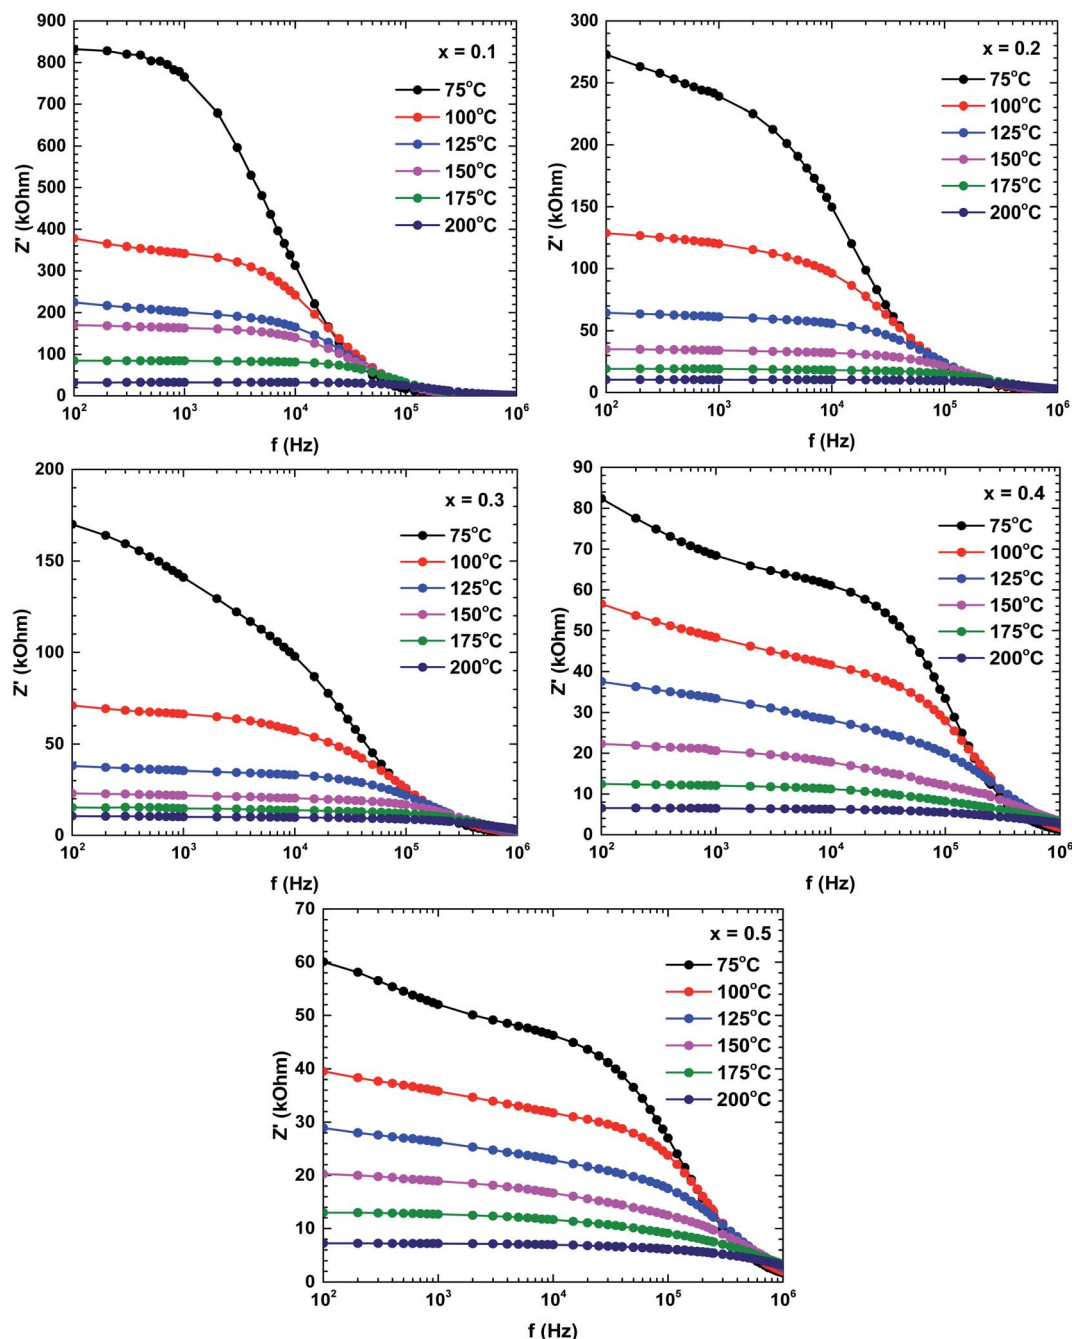 900
800
700
600
500
400
300
200
100
0
Z' (kOhm)
x = 0.1
75°C
100°C
125°C
150°C
175°C
200°C
10² 10³ 10⁴ 10⁵ 10⁶
f (Hz)
300
250
200
150
100
50
0
Z' (kOhm)
x = 0.2
75°C
100°C
125°C
150°C
175°C
200°C
10² 10³ 10⁴ 10⁵ 10⁶
f (Hz)
200
150
100
50
0
Z' (kOhm)
x = 0.3
75°C
100°C
125°C
150°C
175°C
200°C
10² 10³ 10⁴ 10⁵ 10⁶
f (Hz)
90
80
70
60
50
40
30
20
10
0
Z' (kOhm)
x = 0.4
75°C
100°C
125°C
150°C
175°C
200°C
10² 10³ 10⁴ 10⁵ 10⁶
f (Hz)
70
60
50
40
30
20
10
0
Z' (kOhm)
x = 0.5
75°C
100°C
125°C
150°C
175°C
200°C
10² 10³ 10⁴ 10⁵ 10⁶
f (Hz)